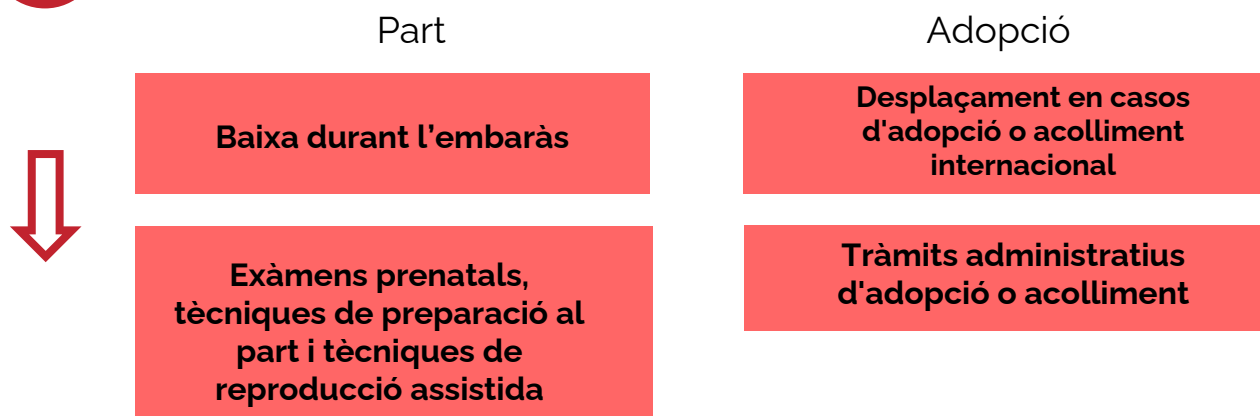 Part
Baixa durant l’embaràs
Exàmens prenatals,
tècniques de preparació al
part i tècniques de
reproducció assistida
Adopció
Desplaçament en casos
d'adopció o acolliment
internacional
Tràmits administratius
d'adopció o acolliment